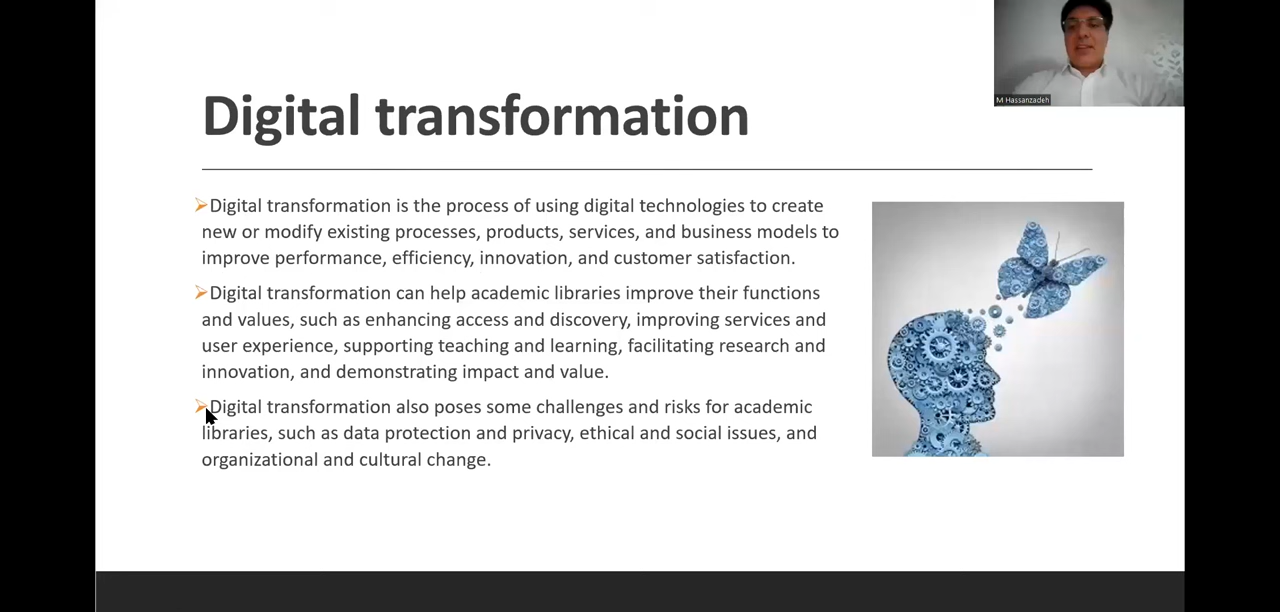 M Hassanzadeh
Digital transformation
Digital transformation is the process of using digital technologies to create
new or modify existing processes, products, services, and business models to
improve performance, efficiency, innovation, and customer satisfaction.
Digital transformation can help academic libraries improve their functions
and values, such as enhancing access and discovery, improving services and
user experience, supporting teaching and learning, facilitating research and
innovation, and demonstrating impact and value.
Digital transformation also poses some challenges and risks for academic
libraries, such as data protection and privacy, ethical and social issues, and
organizational and cultural change.